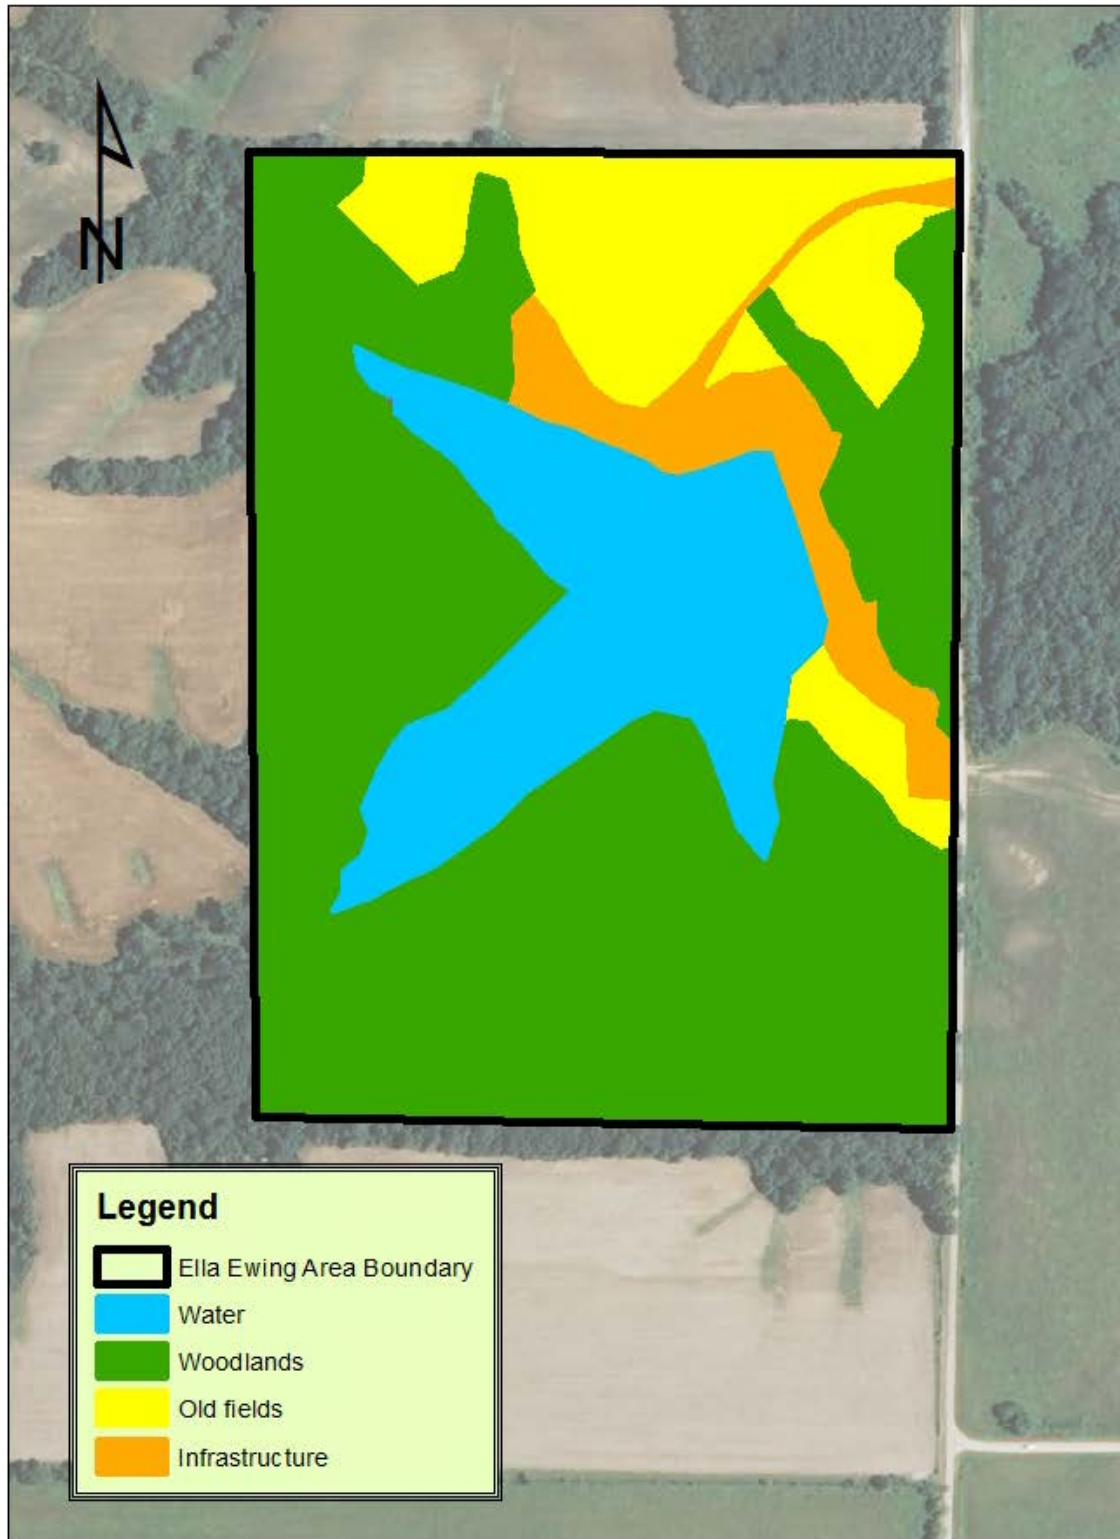 N
Legend
Ella Ewing Area Boundary
Water
Woodlands
Old fields
Infrastructure